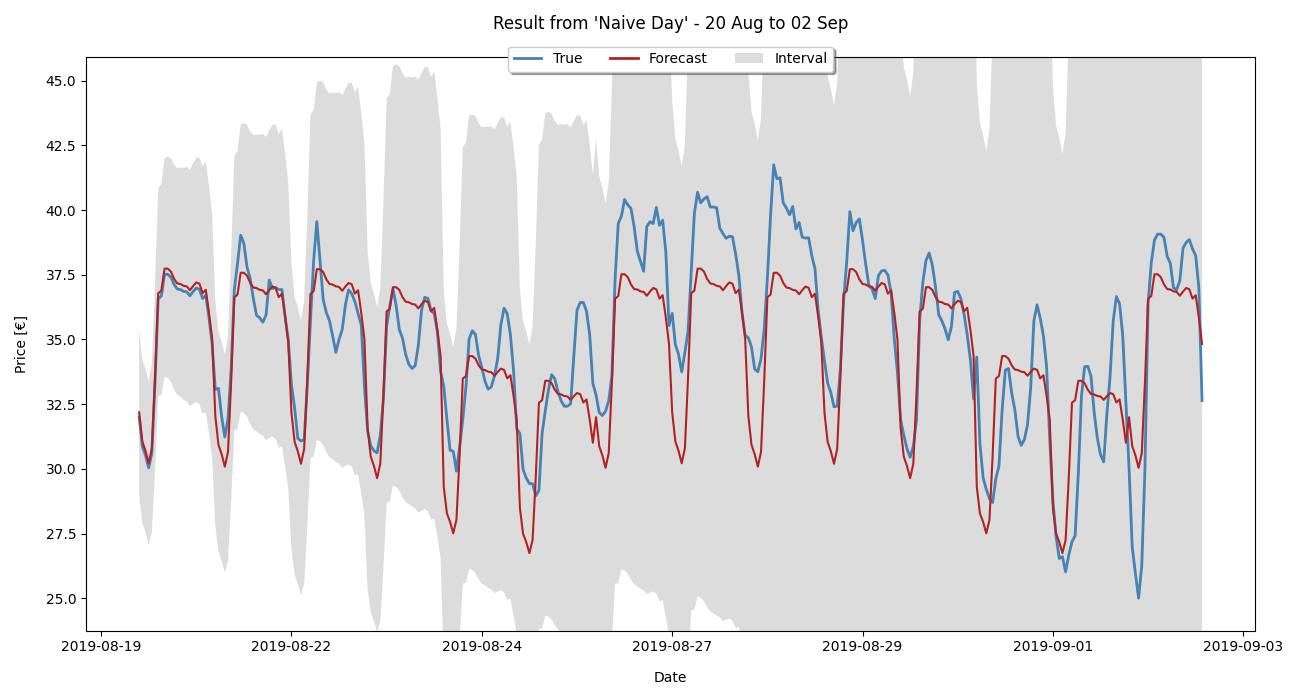 Result from 'Naive Day' - 20 Aug to 02 Sep
True Forecast Interval
45.0
42.5
40.0
37.5
35.0
32.5
30.0
27.5
25.0
Price [€]
2019-08-19 2019-08-22 2019-08-24 2019-08-27 2019-08-29 2019-09-01 2019-09-03
Date